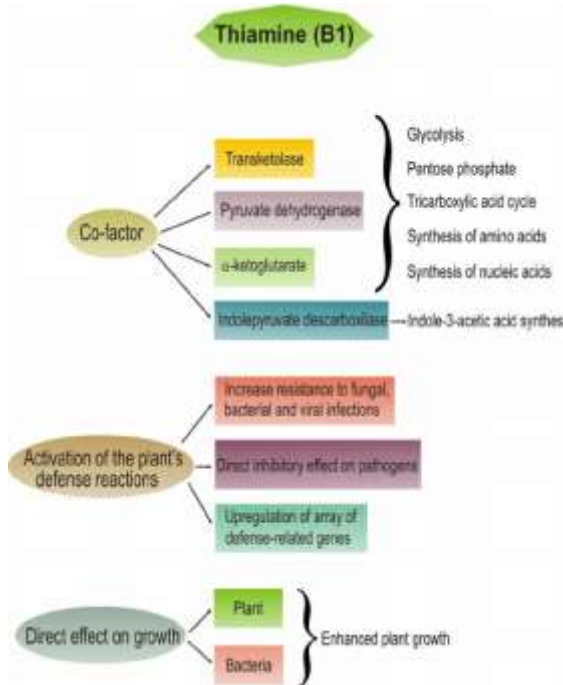 Thiamine (B1)
Co-factor
Transketolase
Pyruvate dehydrogenase
α-ketoglutarate
Indolepyruvate descarboxiliase
Glycolysis
Pentose phosphate
Tricarboxylic acid cycle
Synthesis of amino acids
Synthesis of nucleic acids
Indole-3-acetic acid synthes
Activation of the plant's
defense reactions
Increase resistance to fungal,
bacterial and viral infections
Direct inhibitory effect on pathogens
Upregulation of array of
defense-related genes
Direct effect on growth
Plant
Bacteria
Enhanced plant growth